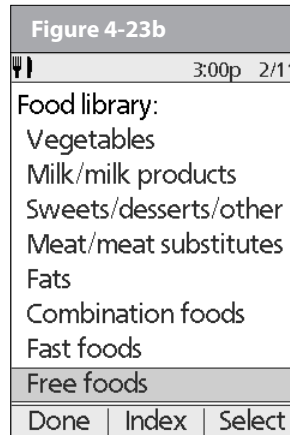 Figure 4-23b
3:00p 2/11
Food library:
Vegetables
Milk/milk products
Sweets/desserts/other
Meat/meat substitutes
Fats
Combination foods
Fast foods
Free foods
Done | Index | Select